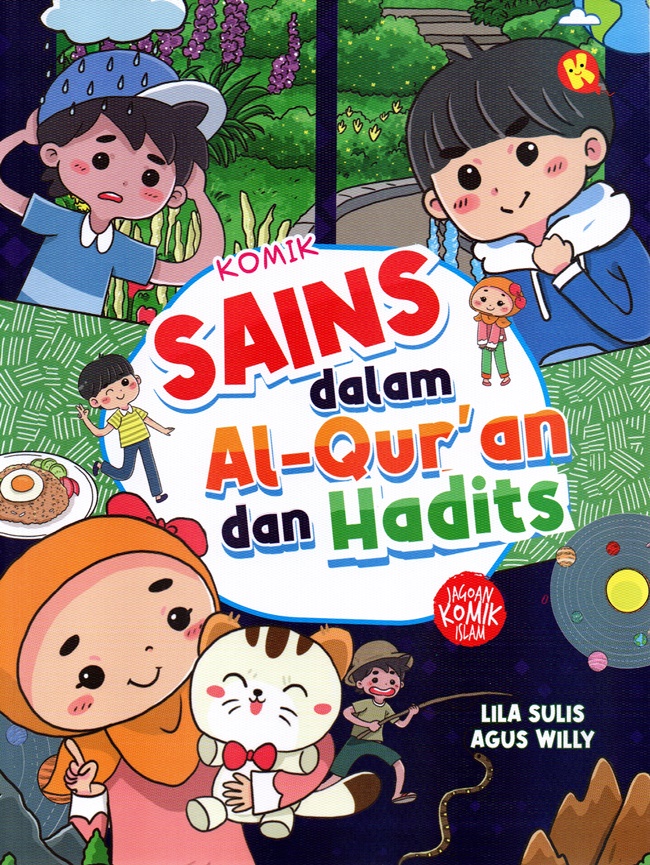 K
KOMIK
SAINS
dalam
Al-Qur'an
dan Hadits
JAGOAN
KOMIK
ISLAM
LILA SULIS
AGUS WILLY